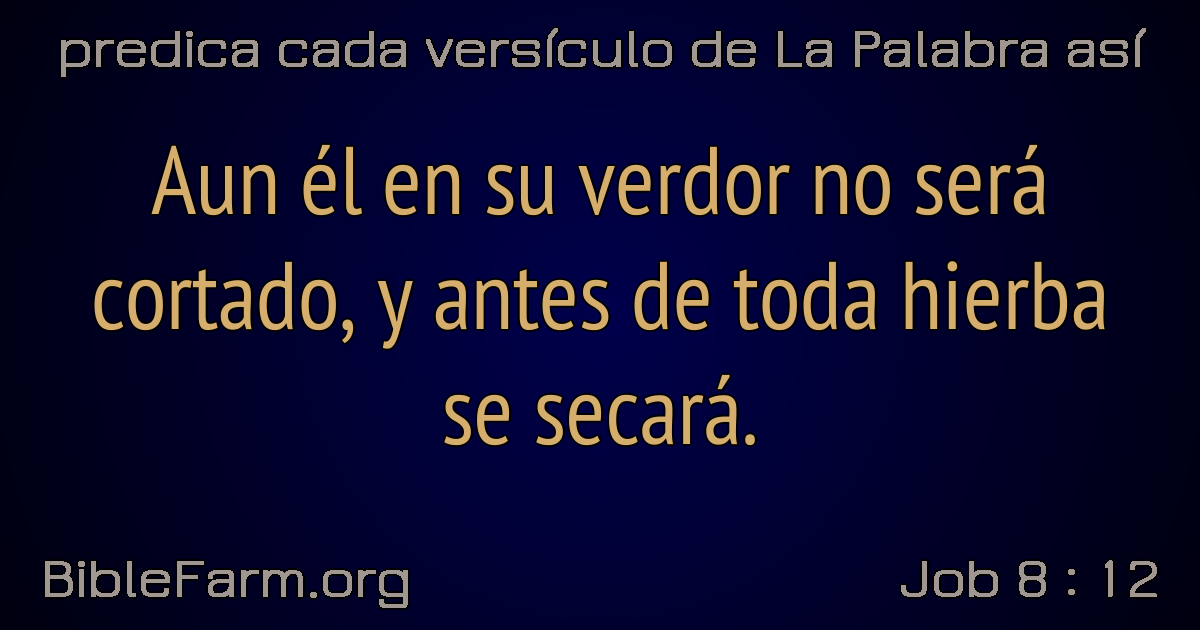 predica cada versículo de La Palabra así
Aun él en su verdor no será
cortado, y antes de toda hierba
se secará.
BibleFarm.org
Job 8 : 12